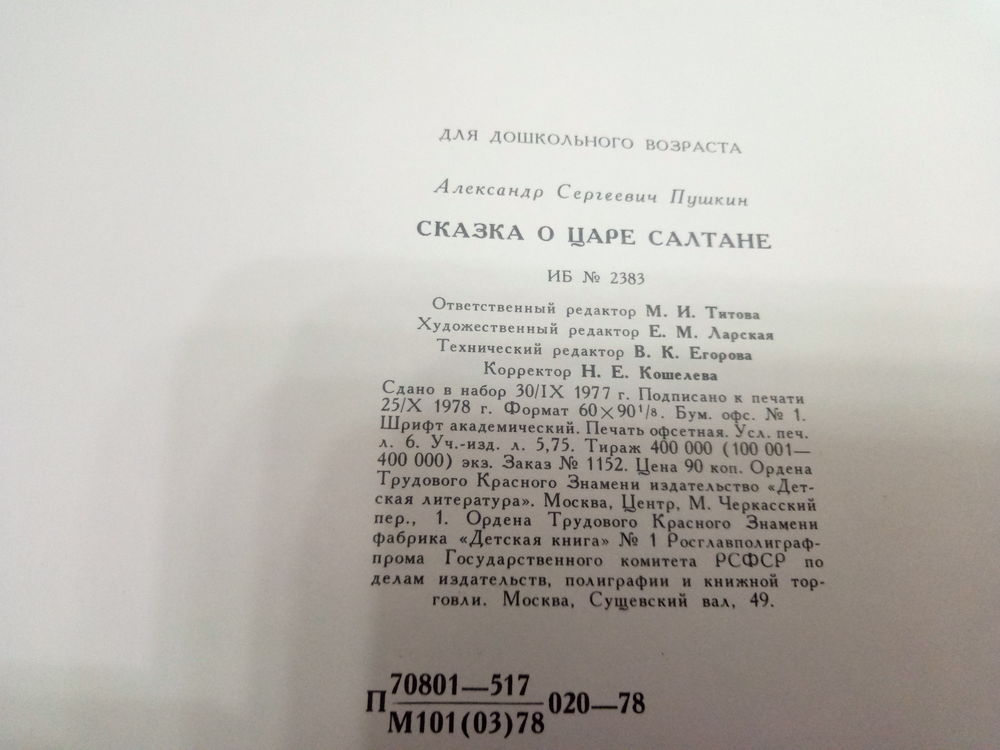 ДЛЯ ДОШКОЛЬНОГО ВОЗРАСТА
Александр Сергеевич Пушкин
СКАЗКА О ЦАРЕ САЛТАНЕ
ИБ № 2383
Ответственный редактор М. И. Титова
Художественный редактор Е. М. Ларская
Технический редактор В. К. Егорова
Корректор Н. Е. Кошелева
Сдано в набор 30/IX 1977 г. Подписано к печати
25/X 1978 г. Формат 60×90¹/₈. Бум. офс. № 1.
Шрифт академический. Печать офсетная. Усл. печ.
л. 6. Уч.-изд. л. 5,75. Тираж 400 000 (100 001—
400 000) экз. Заказ № 1152. Цена 90 коп. Ордена
Трудового Красного Знамени издательство «Дет-
ская литература». Москва, Центр, М. Черкасский
пер., 1. Ордена Трудового Красного Знамени
фабрика «Детская книга» № 1 Росглавполиграф-
прома Государственного комитета РСФСР по
делам издательств, полиграфии и книжной тор-
говли. Москва, Сущевский вал, 49.
70801—517
П 020—78
М101(03)78